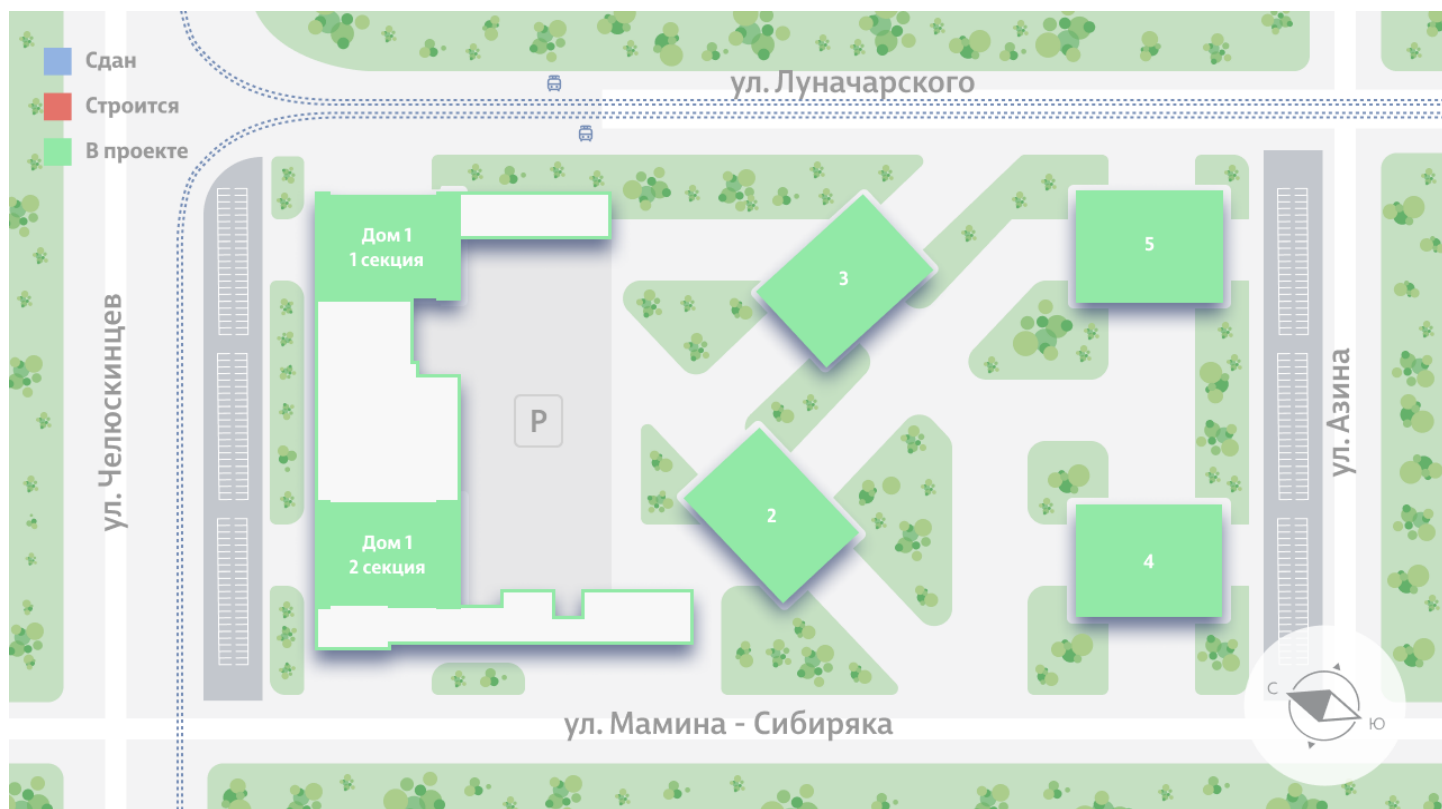 Сдан
Строится
В проекте
ул. Луначарского
Дом 1
1 секция
3
5
ул. Челюскинцев
P
ул. Азина
2
Дом 1
2 секция
4
С
Ю
ул. Мамина - Сибиряка